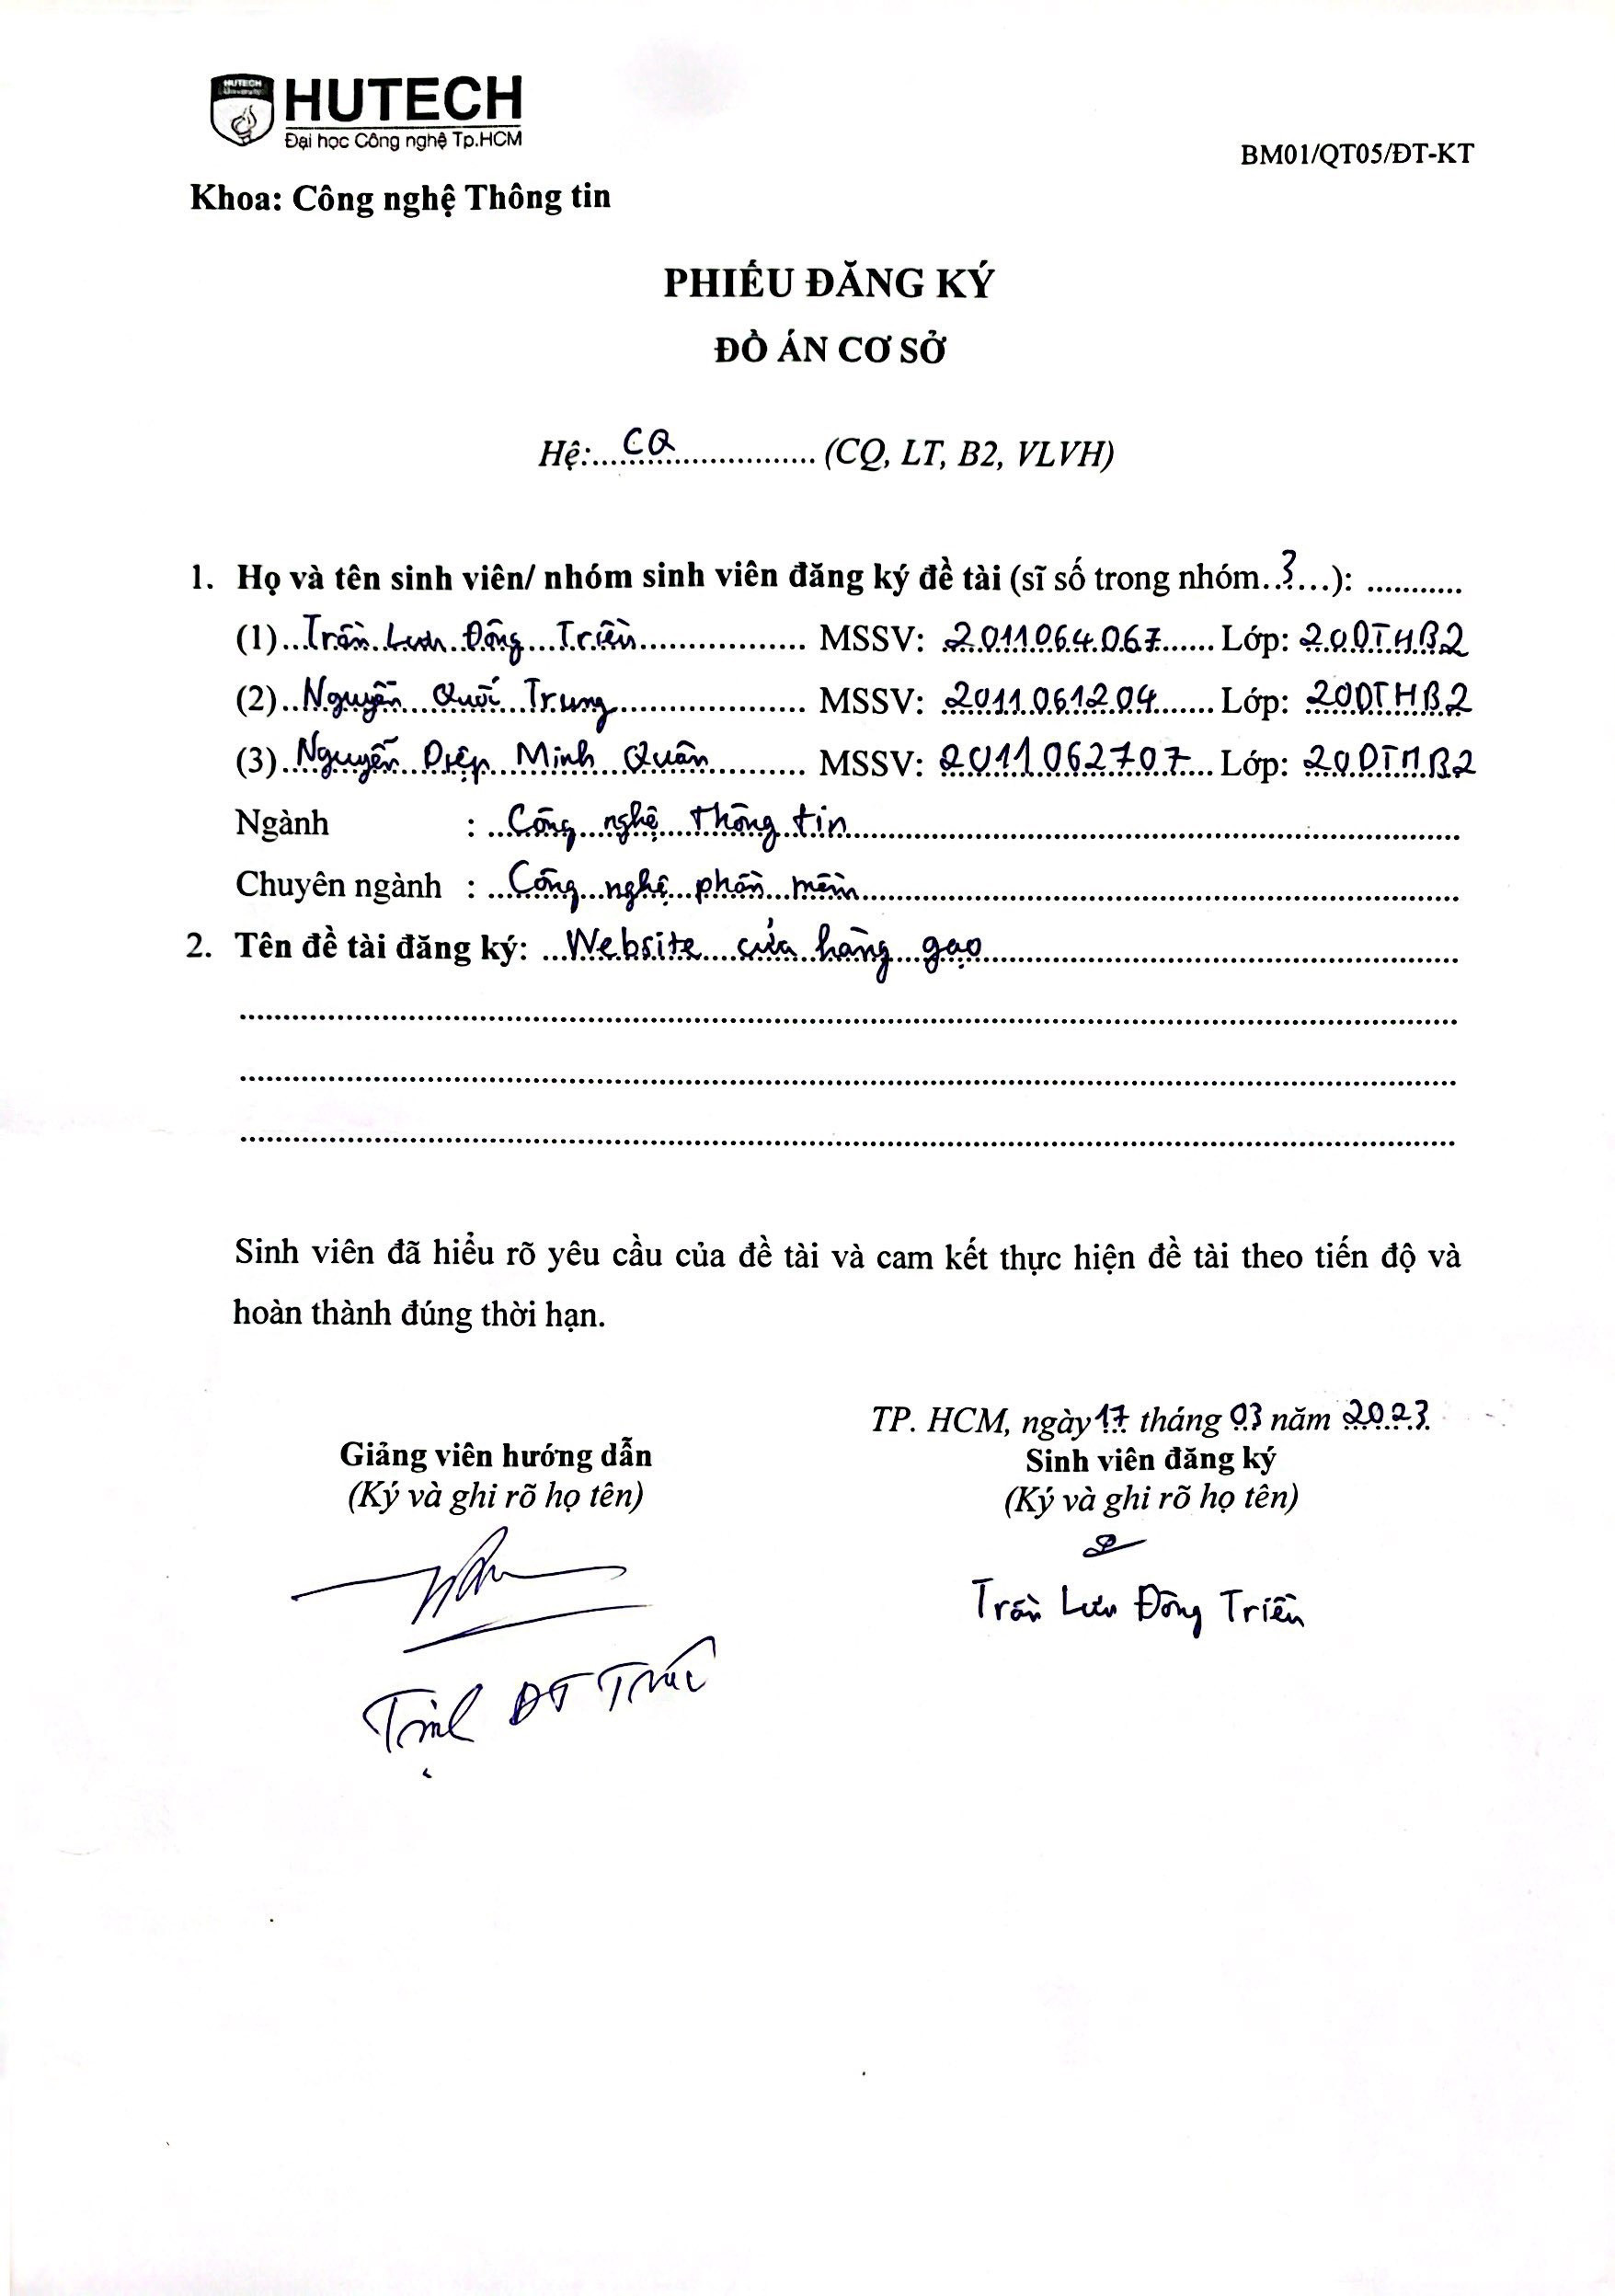 HUTECH University
HUTECH
Đại học Công nghệ Tp.HCM
BM01/QT05/ĐT-KT
Khoa: Công nghệ Thông tin
PHIẾU ĐĂNG KÝ
ĐỒ ÁN CƠ SỞ
Hệ: CQ (CQ, LT, B2, VLVH)
1. Họ và tên sinh viên/ nhóm sinh viên đăng ký đề tài (sĩ số trong nhóm 3): ...........
(1) Trần Lưu Đông Triền MSSV: 2011064067 Lớp: 20DTHB2
(2) Nguyễn Quốc Trung MSSV: 2011061204 Lớp: 20DTHB2
(3) Nguyễn Diệp Minh Quân MSSV: 2011062707 Lớp: 20DTHB2
Ngành : Công nghệ thông tin
Chuyên ngành : Công nghệ phần mềm
2. Tên đề tài đăng ký: Website cửa hàng gạo
Sinh viên đã hiểu rõ yêu cầu của đề tài và cam kết thực hiện đề tài theo tiến độ và
hoàn thành đúng thời hạn.
TP. HCM, ngày 17 tháng 03 năm 2023
Giảng viên hướng dẫn
(Ký và ghi rõ họ tên)
Sinh viên đăng ký
(Ký và ghi rõ họ tên)
Trần Lưu Đông Triền